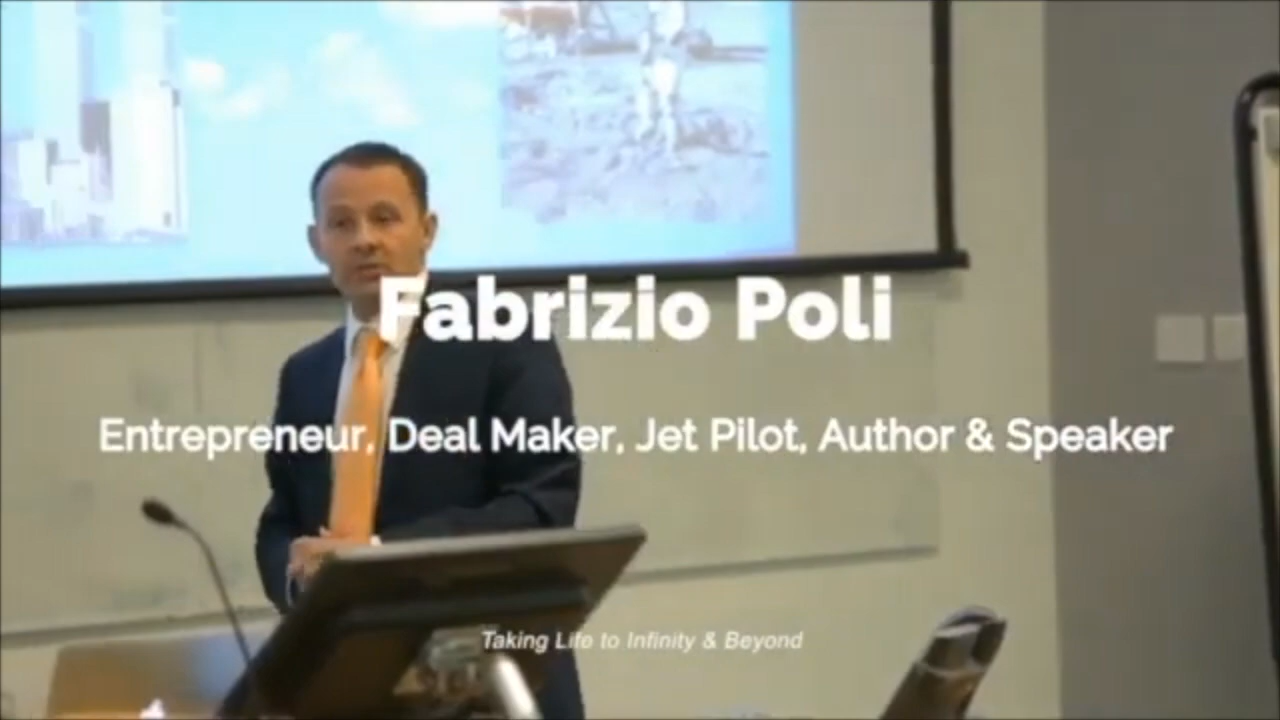 Fabrizio Poli
Entrepreneur, Deal Maker, Jet Pilot, Author & Speaker
Taking Life to Infinity & Beyond